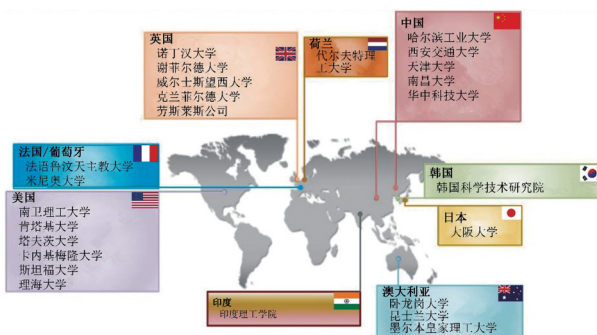 英国
诺丁汉大学
谢菲尔德大学
威尔士斯望西大学
克兰菲尔德大学
劳斯莱斯公司
荷兰
代尔夫特理
工大学
中国
哈尔滨工业大学
西安交通大学
天津大学
南昌大学
华中科技大学
法国/葡萄牙
法语鲁汶天主教大学
米尼奥大学
美国
南卫理工大学
肯塔基大学
塔夫茨大学
卡内基梅隆大学
斯坦福大学
理海大学
韩国
韩国科学技术研究院
日本
大阪大学
印度
印度理工学院
澳大利亚
卧龙岗大学
昆士兰大学
墨尔本皇家理工大学